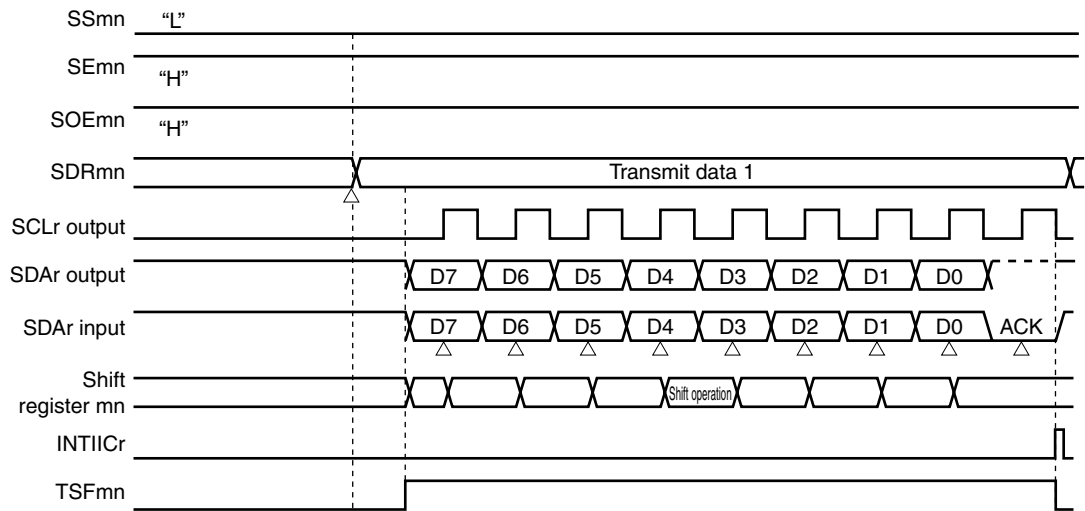 SSmn “L”
SEmn “H”
SOEmn “H”
SDRmn Transmit data 1
SCLr output
SDAr output D7 D6 D5 D4 D3 D2 D1 D0
SDAr input D7 D6 D5 D4 D3 D2 D1 D0 ACK
Shift
register mn Shift operation
INTIICr
TSFmn